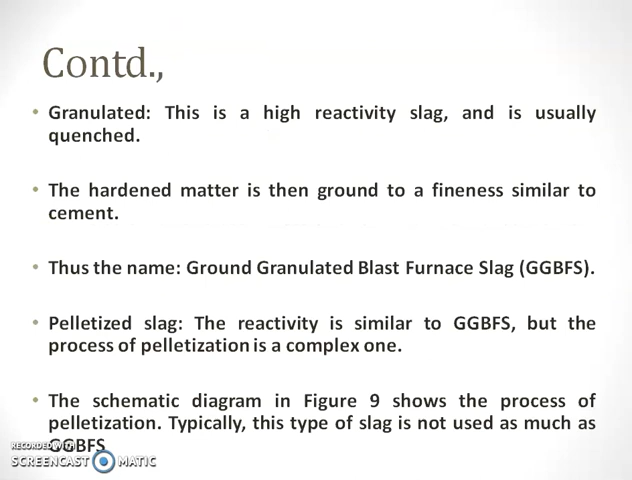 Contd.,
• Granulated: This is a high reactivity slag, and is usually
quenched.
• The hardened matter is then ground to a fineness similar to
cement.
• Thus the name: Ground Granulated Blast Furnace Slag (GGBFS).
• Pelletized slag: The reactivity is similar to GGBFS, but the
process of pelletization is a complex one.
• The schematic diagram in Figure 9 shows the process of
pelletization. Typically, this type of slag is not used as much as
GGBFS
RECORDED WITH
SCREENCAST MATIC